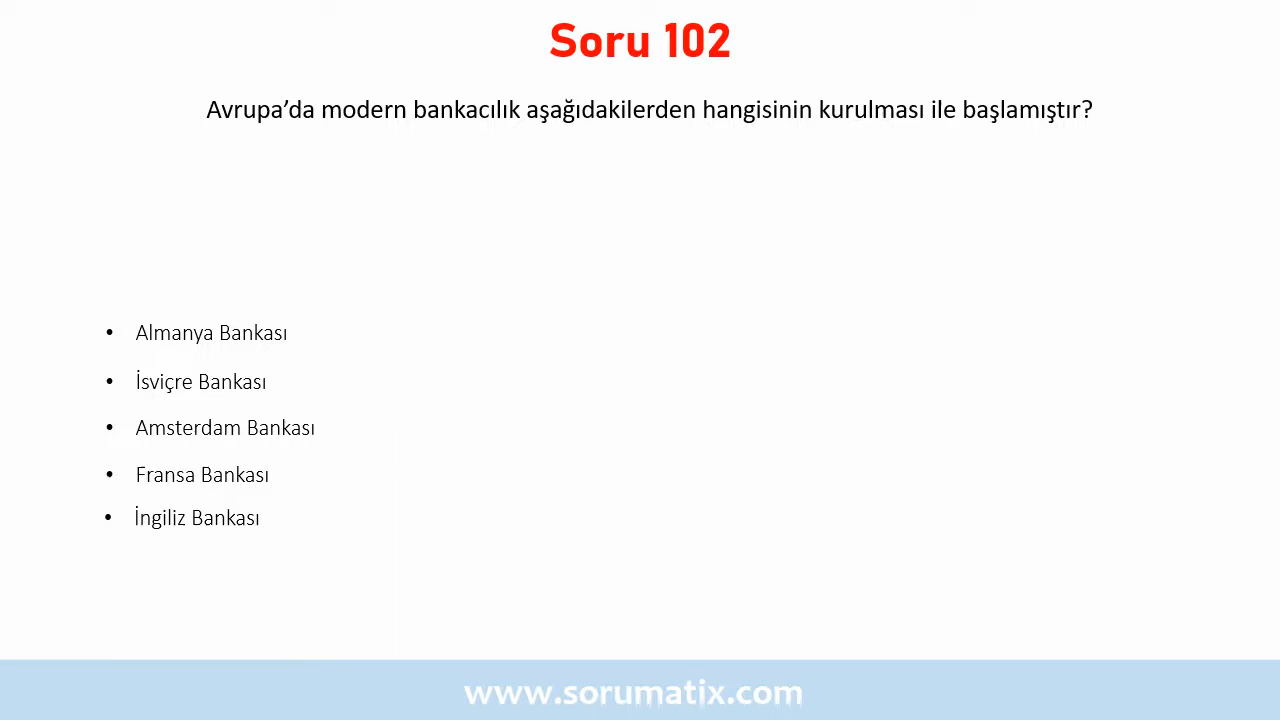 Soru 102
Avrupa’da modern bankacılık aşağıdakilerden hangisinin kurulması ile başlamıştır?
• Almanya Bankası
• İsviçre Bankası
• Amsterdam Bankası
• Fransa Bankası
• İngiliz Bankası
www.sorumatix.com